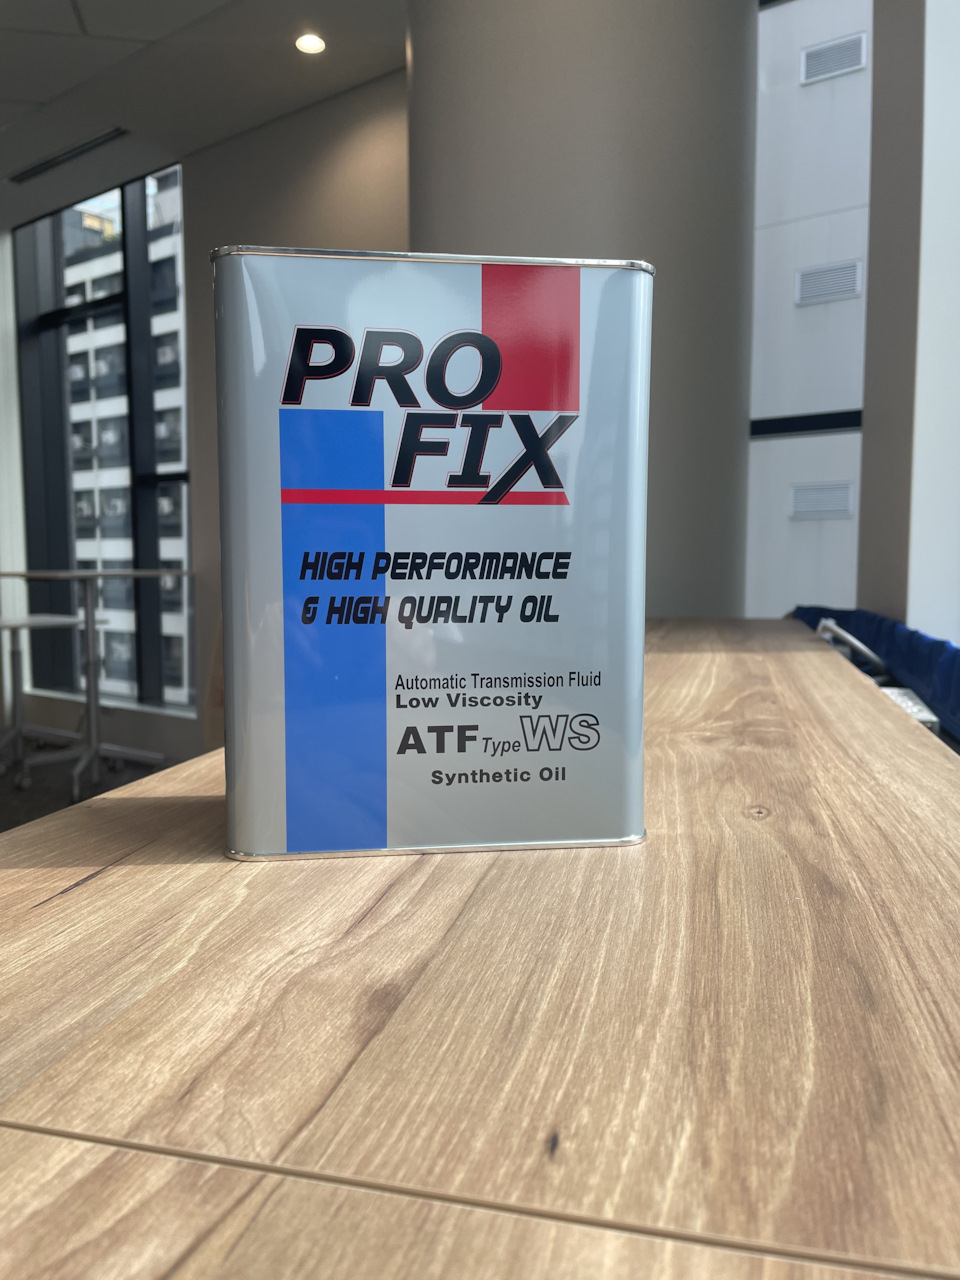 PRO
FIX
HIGH PERFORMANCE
& HIGH QUALITY OIL
Automatic Transmission Fluid
Low Viscosity
ATF Type WS
Synthetic Oil